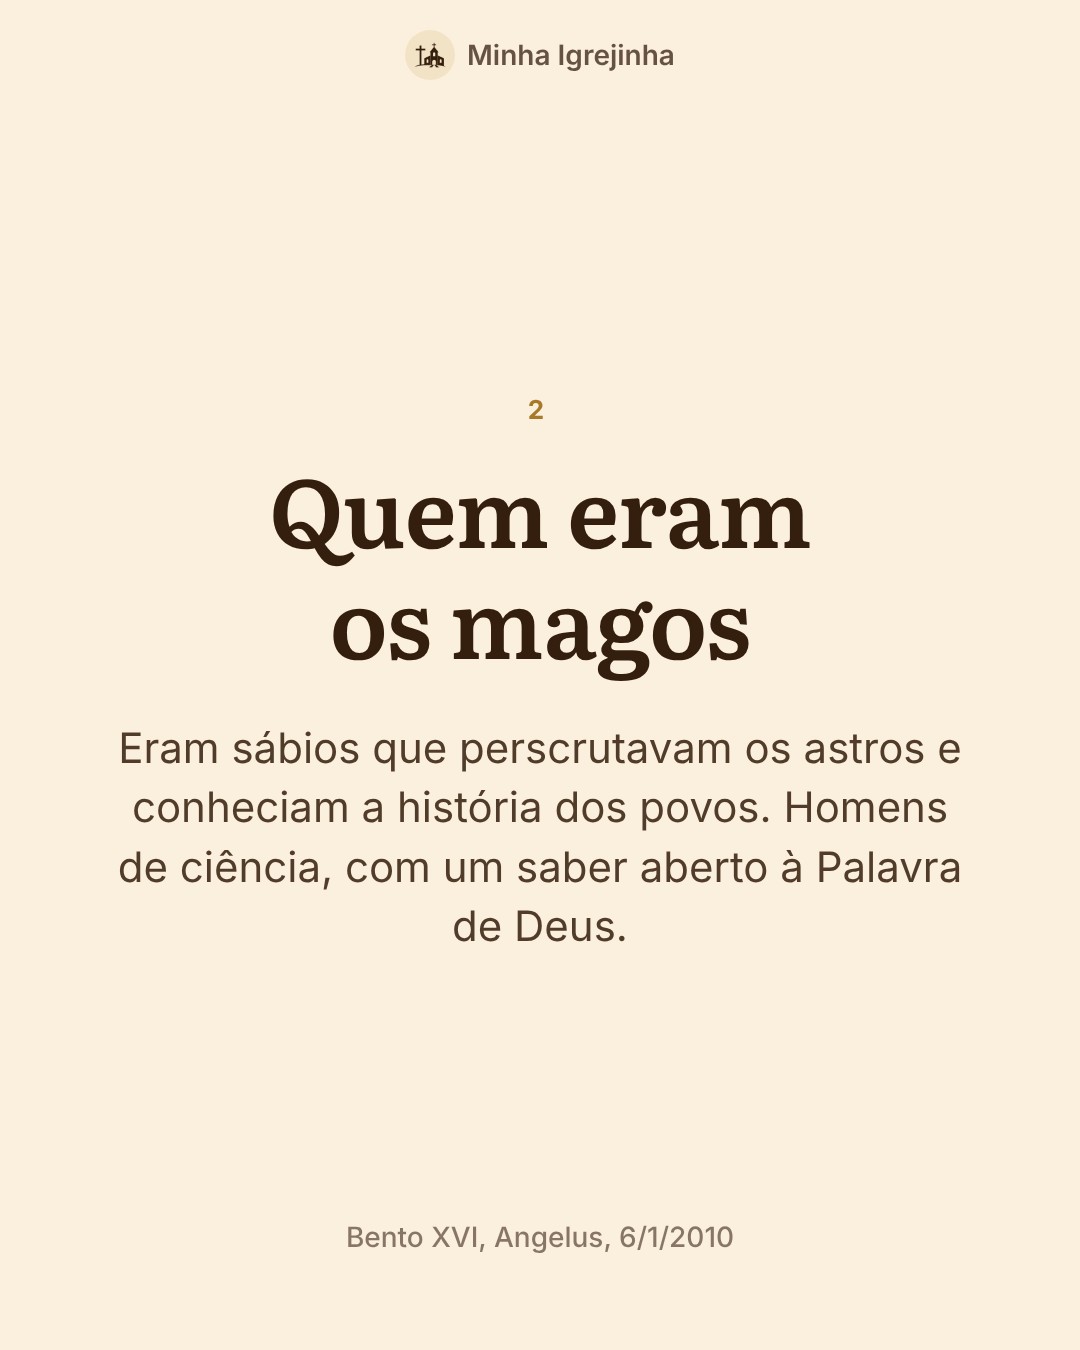 Minha Igrejinha
2
Quem eram
os magos
Eram sábios que perscrutavam os astros e
conheciam a história dos povos. Homens
de ciência, com um saber aberto à Palavra
de Deus.
Bento XVI, Angelus, 6/1/2010